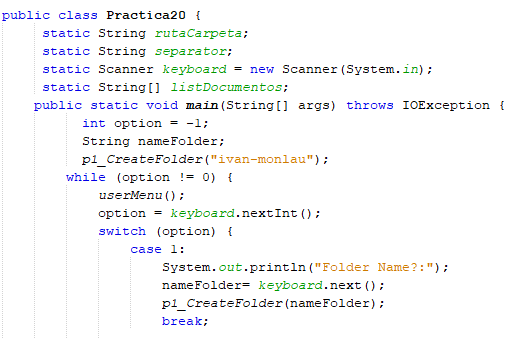 public class Practica20 {
static String rutaCarpeta;
static String separator;
static Scanner keyboard = new Scanner(System.in);
static String[] listDocumentos;
public static void main(String[] args) throws IOException {
int option = -1;
String nameFolder;
p1_CreateFolder("ivan-monlau");
while (option != 0) {
userMenu();
option = keyboard.nextInt();
switch (option) {
case 1:
System.out.println("Folder Name?:");
nameFolder= keyboard.next();
p1_CreateFolder(nameFolder);
break;